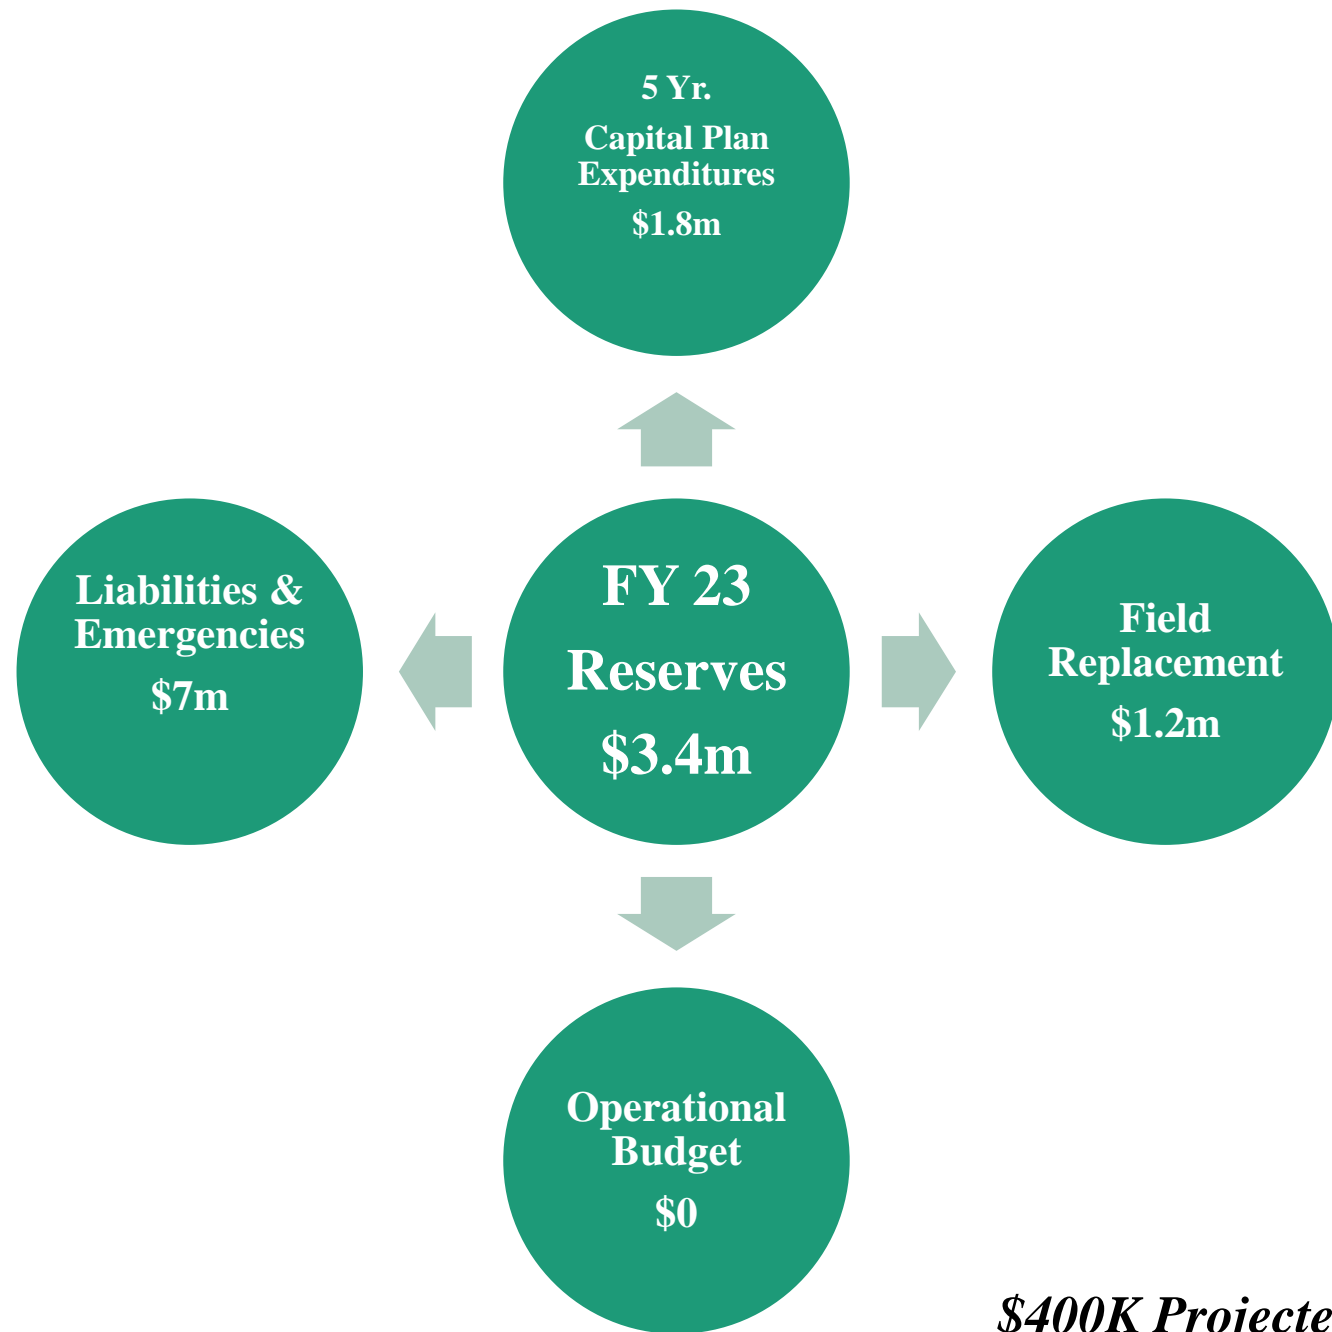 5 Yr.
Capital Plan
Expenditures
$1.8m
Liabilities &
Emergencies
$7m
FY 23
Reserves
$3.4m
Field
Replacement
$1.2m
Operational
Budget
$0
$400K Projecte